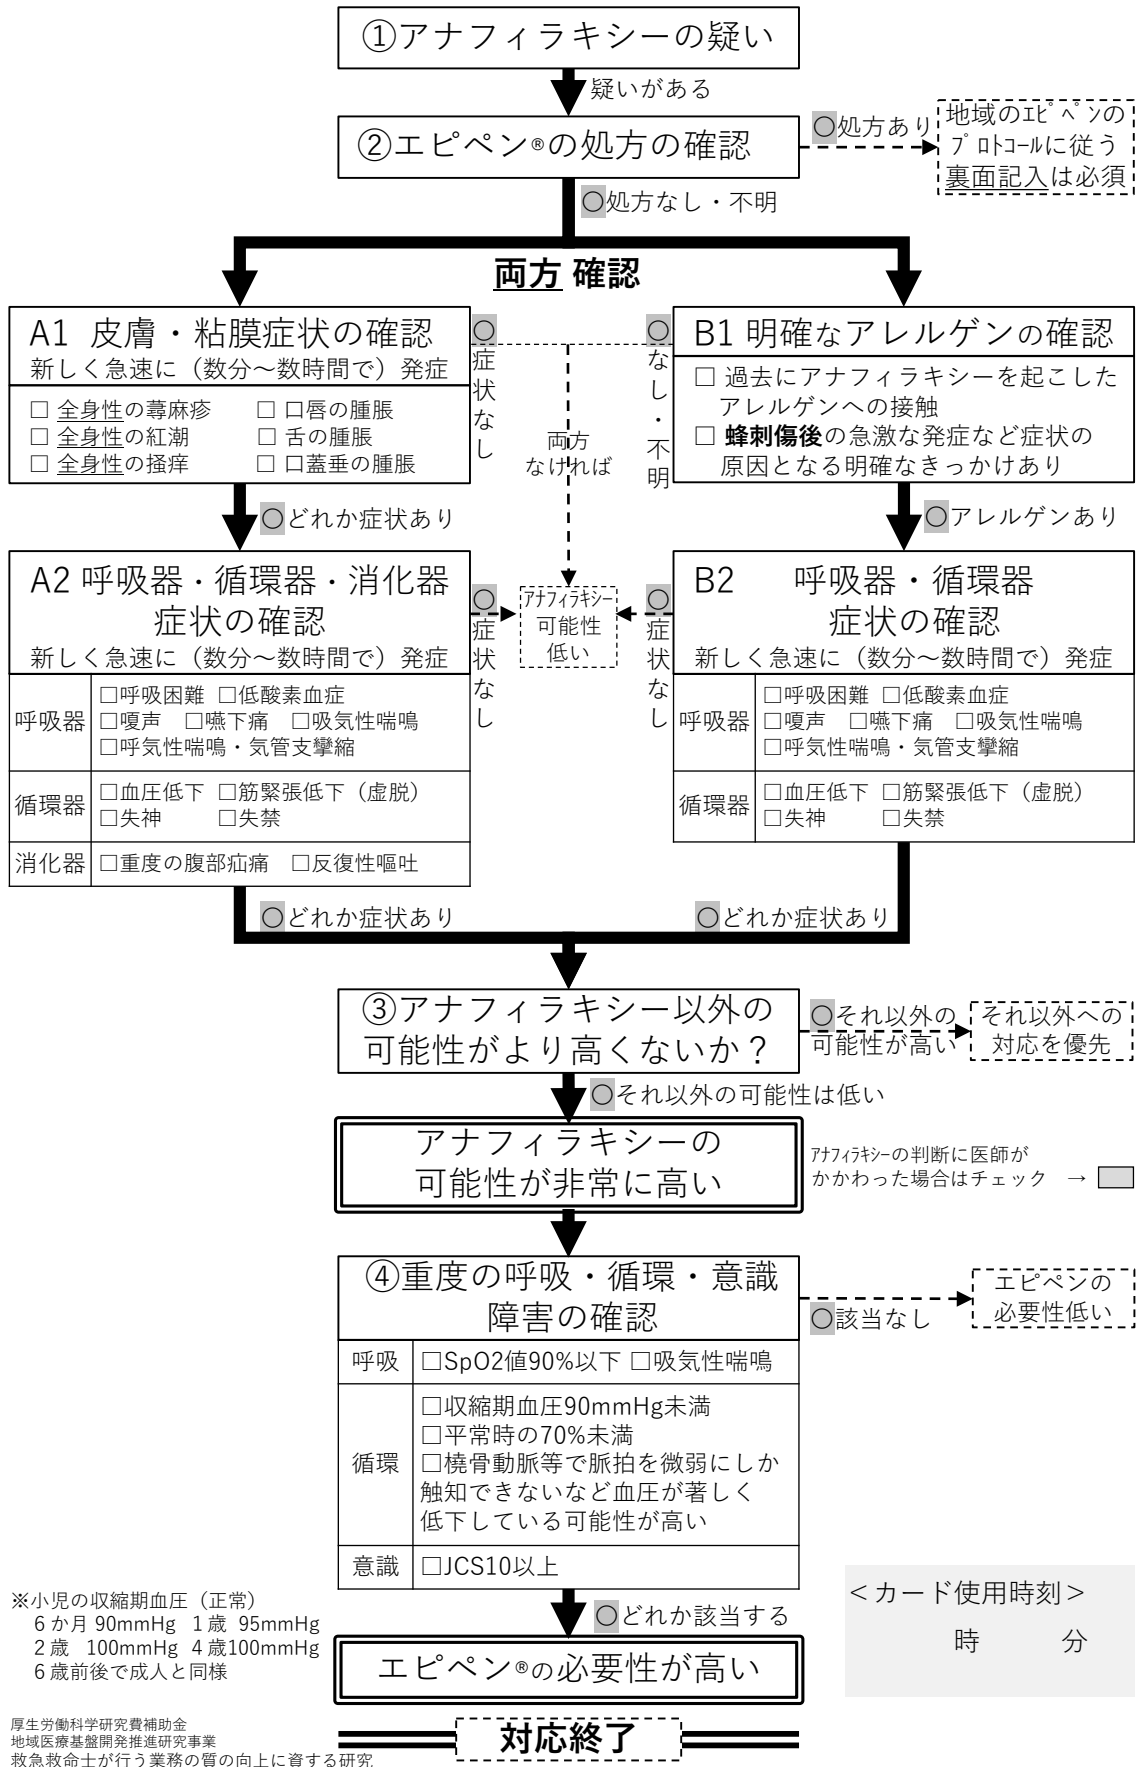 ①アナフィラキシーの疑い
疑いがある
②エピペン®の処方の確認
○処方あり
地域のエピペンの
プロトコールに従う
裏面記入は必須
○処方なし・不明
両方 確認
A1 皮膚・粘膜症状の確認
新しく急速に（数分～数時間で）発症
□ 全身性の蕁麻疹 □ 口唇の腫脹
□ 全身性の紅潮 □ 舌の腫脹
□ 全身性の掻痒 □ 口蓋垂の腫脹
○症状なし
両方
なければ
○なし・不明
B1 明確なアレルゲンの確認
□ 過去にアナフィラキシーを起こした
アレルゲンへの接触
□ 蜂刺傷後の急激な発症など症状の
原因となる明確なきっかけあり
○どれか症状あり
○アレルゲンあり
A2 呼吸器・循環器・消化器
症状の確認
新しく急速に（数分～数時間で）発症
呼吸器
□呼吸困難 □低酸素血症
□嗄声 □嚥下痛 □吸気性喘鳴
□呼気性喘鳴・気管支攣縮
循環器
□血圧低下 □筋緊張低下（虚脱）
□失神 □失禁
消化器 □重度の腹部疝痛 □反復性嘔吐
○症状なし
アナフィラキシー
可能性
低い
○症状なし
B2 呼吸器・循環器
症状の確認
新しく急速に（数分～数時間で）発症
呼吸器
□呼吸困難 □低酸素血症
□嗄声 □嚥下痛 □吸気性喘鳴
□呼気性喘鳴・気管支攣縮
循環器
□血圧低下 □筋緊張低下（虚脱）
□失神 □失禁
○どれか症状あり
○どれか症状あり
③アナフィラキシー以外の
可能性がより高くないか？
○それ以外の
可能性が高い
それ以外への
対応を優先
○それ以外の可能性は低い
アナフィラキシーの
可能性が非常に高い
アナフィラキシーの判断に医師が
かかわった場合はチェック →
④重度の呼吸・循環・意識
障害の確認
○該当なし
エピペンの
必要性低い
呼吸 □SpO2値90%以下 □吸気性喘鳴
循環
□収縮期血圧90mmHg未満
□平常時の70%未満
□橈骨動脈等で脈拍を微弱にしか
触知できないなど血圧が著しく
低下している可能性が高い
意識 □JCS10以上
※小児の収縮期血圧（正常）
6か月 90mmHg 1歳 95mmHg
2歳 100mmHg 4歳100mmHg
6歳前後で成人と同様
○どれか該当する
エピペン®の必要性が高い
＜カード使用時刻＞
時 分
対応終了
厚生労働科学研究費補助金
地域医療基盤開発推進研究事業
救急救命士が行う業務の質の向上に資する研究